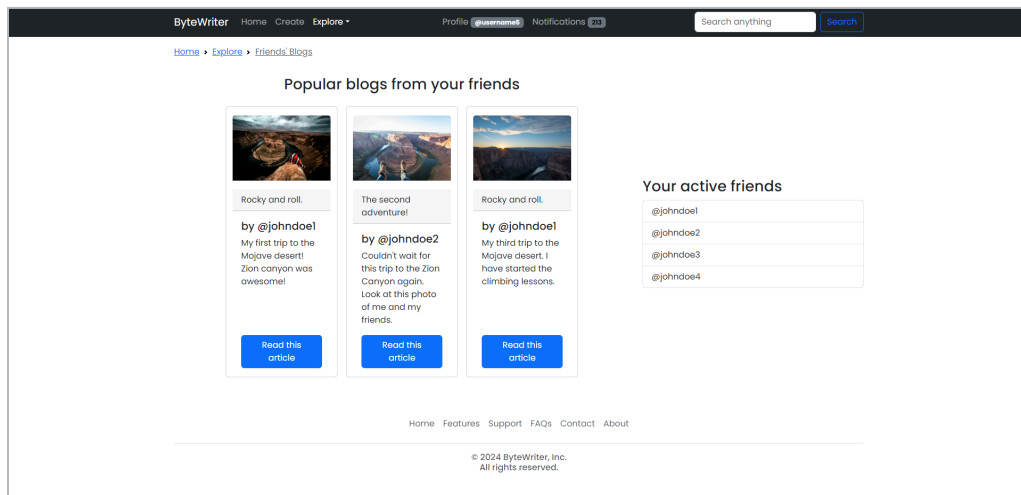 ByteWriter Home Create Explore Profile @username5 Notifications 213 Search anything Search
Home › Explore › Friends' Blogs
Popular blogs from your friends
Rocky and roll.
by @johndoe1
My first trip to the
Mojave desert!
Zion canyon was
awesome!
Read this
article
The second
adventure!
by @johndoe2
Couldn't wait for
this trip to the Zion
Canyon again.
Look at this photo
of me and my
friends.
Read this
article
Rocky and roll.
by @johndoe1
My third trip to the
Mojave desert. I
have started the
climbing lessons.
Read this
article
Your active friends
@johndoe1
@johndoe2
@johndoe3
@johndoe4
Home Features Support FAQs Contact About
© 2024 ByteWriter, Inc.
All rights reserved.